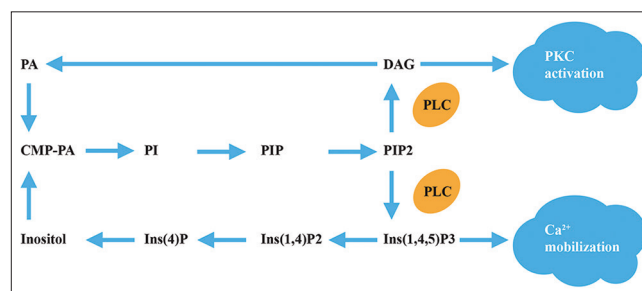 PA
DAG
PKC
activation
PLC
CMP-PA
PI
PIP
PIP2
PLC
Inositol
Ins(4)P
Ins(1,4)P2
Ins(1,4,5)P3
Ca²⁺
mobilization